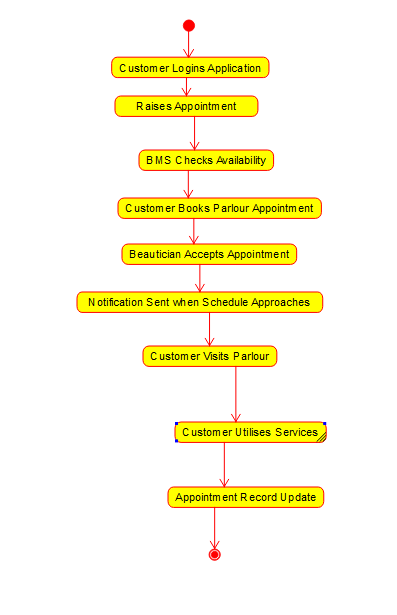 Customer Logins Application
Raises Appointment
BMS Checks Availability
Customer Books Parlour Appointment
Beautician Accepts Appointment
Notification Sent when Schedule Approaches
Customer Visits Parlour
Customer Utilises Services
Appointment Record Update